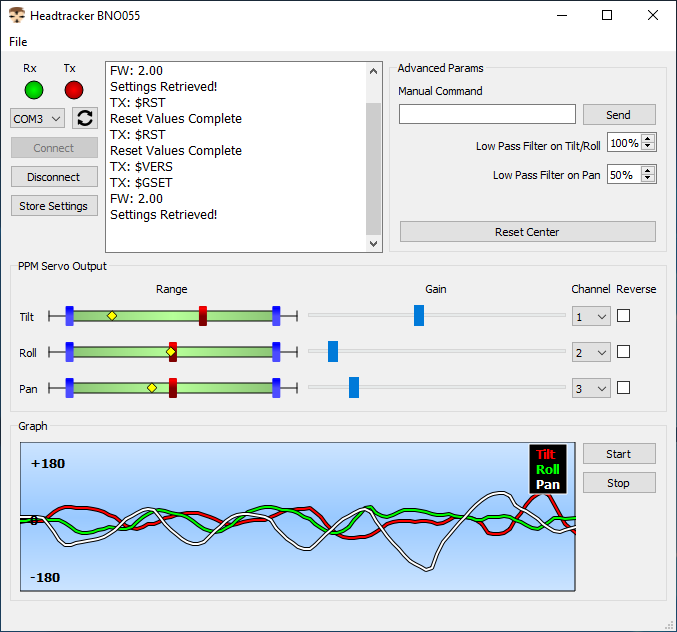 Headtracker BNO055
File
Rx Tx
COM3
Connect
Disconnect
Store Settings
FW: 2.00
Settings Retrieved!
TX: $RST
Reset Values Complete
TX: $RST
Reset Values Complete
TX: $VERS
TX: $GSET
FW: 2.00
Settings Retrieved!
Advanced Params
Manual Command
Send
Low Pass Filter on Tilt/Roll 100%
Low Pass Filter on Pan 50%
Reset Center
PPM Servo Output
Range Gain Channel Reverse
Tilt 1
Roll 2
Pan 3
Graph
+180
0
-180
Tilt
Roll
Pan
Start
Stop